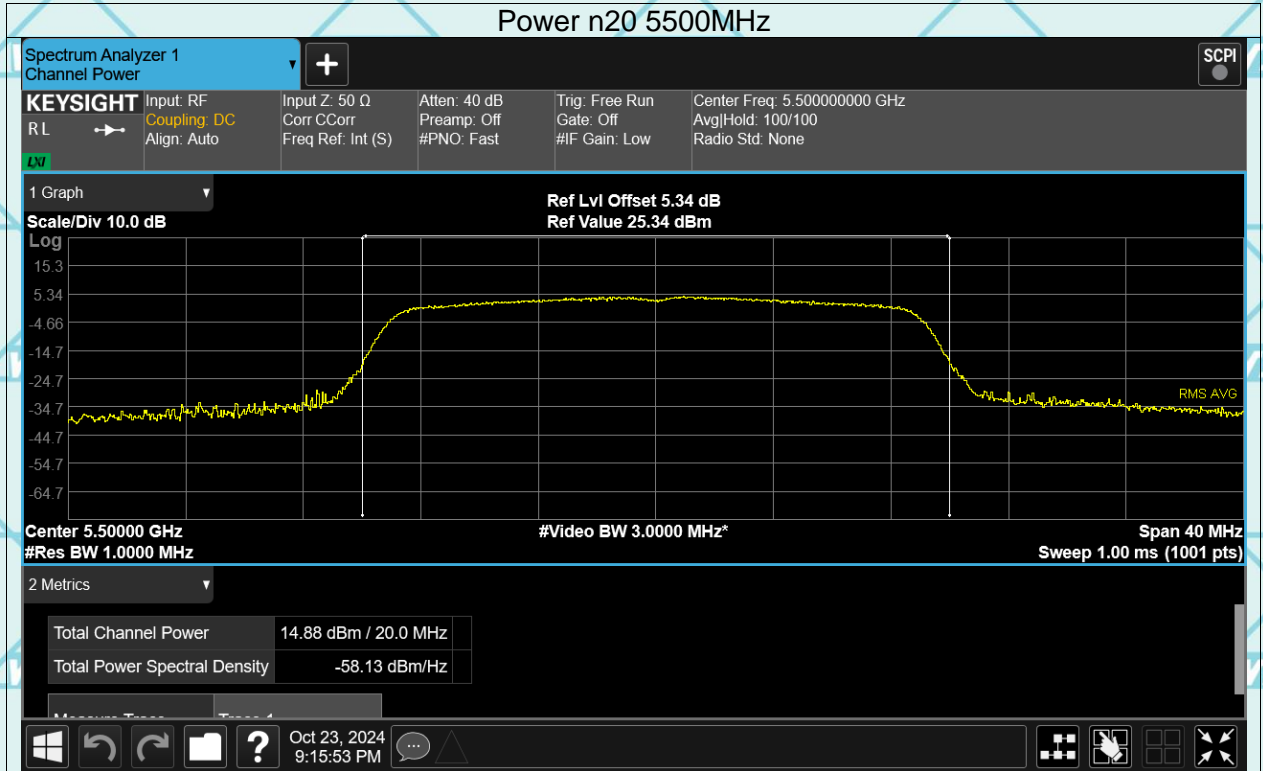 Power n20 5500MHz
Spectrum Analyzer 1
Channel Power
SCPI
KEYSIGHT
RL
LXI
Input: RF
Coupling: DC
Align: Auto
Input Z: 50 Ω
Corr CCorr
Freq Ref: Int (S)
Atten: 40 dB
Preamp: Off
#PNO: Fast
Trig: Free Run
Gate: Off
#IF Gain: Low
Center Freq: 5.500000000 GHz
Avg|Hold: 100/100
Radio Std: None
1 Graph
Ref Lvl Offset 5.34 dB
Scale/Div 10.0 dB
Ref Value 25.34 dBm
Log
15.3
5.34
-4.66
-14.7
-24.7
-34.7
-44.7
-54.7
-64.7
RMS AVG
Center 5.50000 GHz
#Video BW 3.0000 MHz*
Span 40 MHz
#Res BW 1.0000 MHz
Sweep 1.00 ms (1001 pts)
2 Metrics
Total Channel Power 14.88 dBm / 20.0 MHz
Total Power Spectral Density -58.13 dBm/Hz
Measure Trace Trace 1
?
Oct 23, 2024
9:15:53 PM